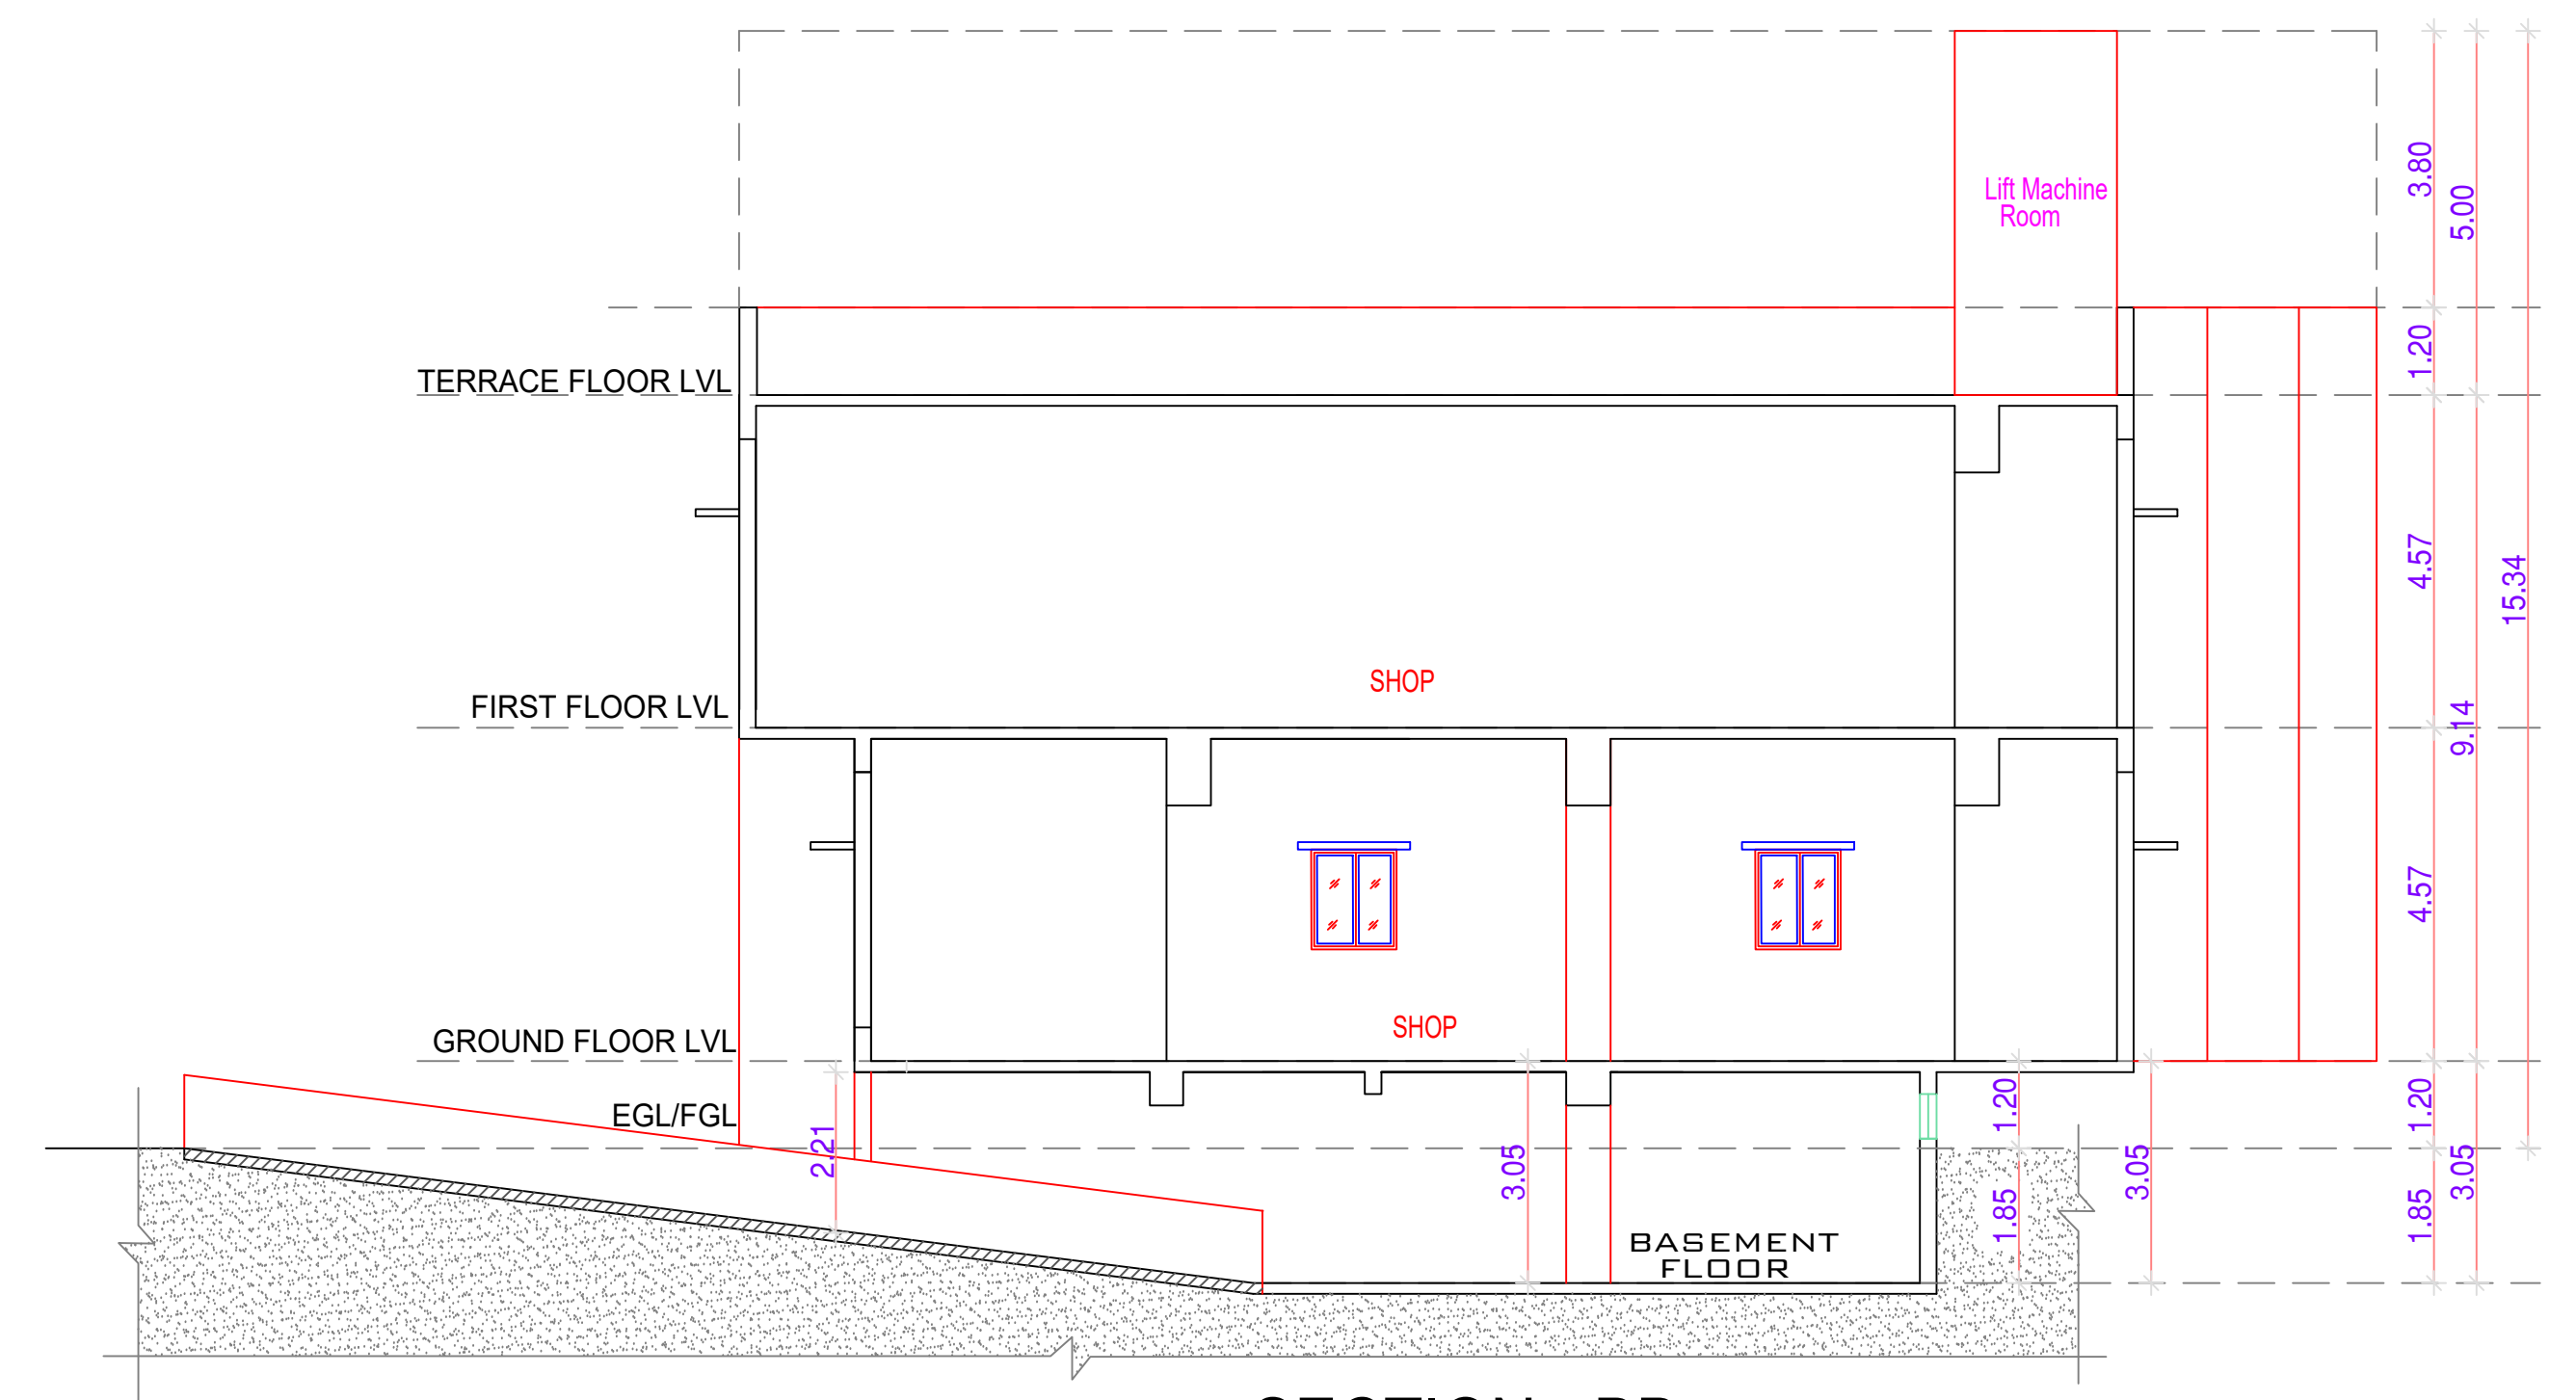 Lift Machine
Room
3.80
5.00
TERRACE FLOOR LVL
1.20
4.57
15.34
SHOP
FIRST FLOOR LVL
9.14
4.57
SHOP
GROUND FLOOR LVL
EGL/FGL
2.21
3.05
1.20
1.85
3.05
1.20
1.85
3.05
BASEMENT
FLOOR